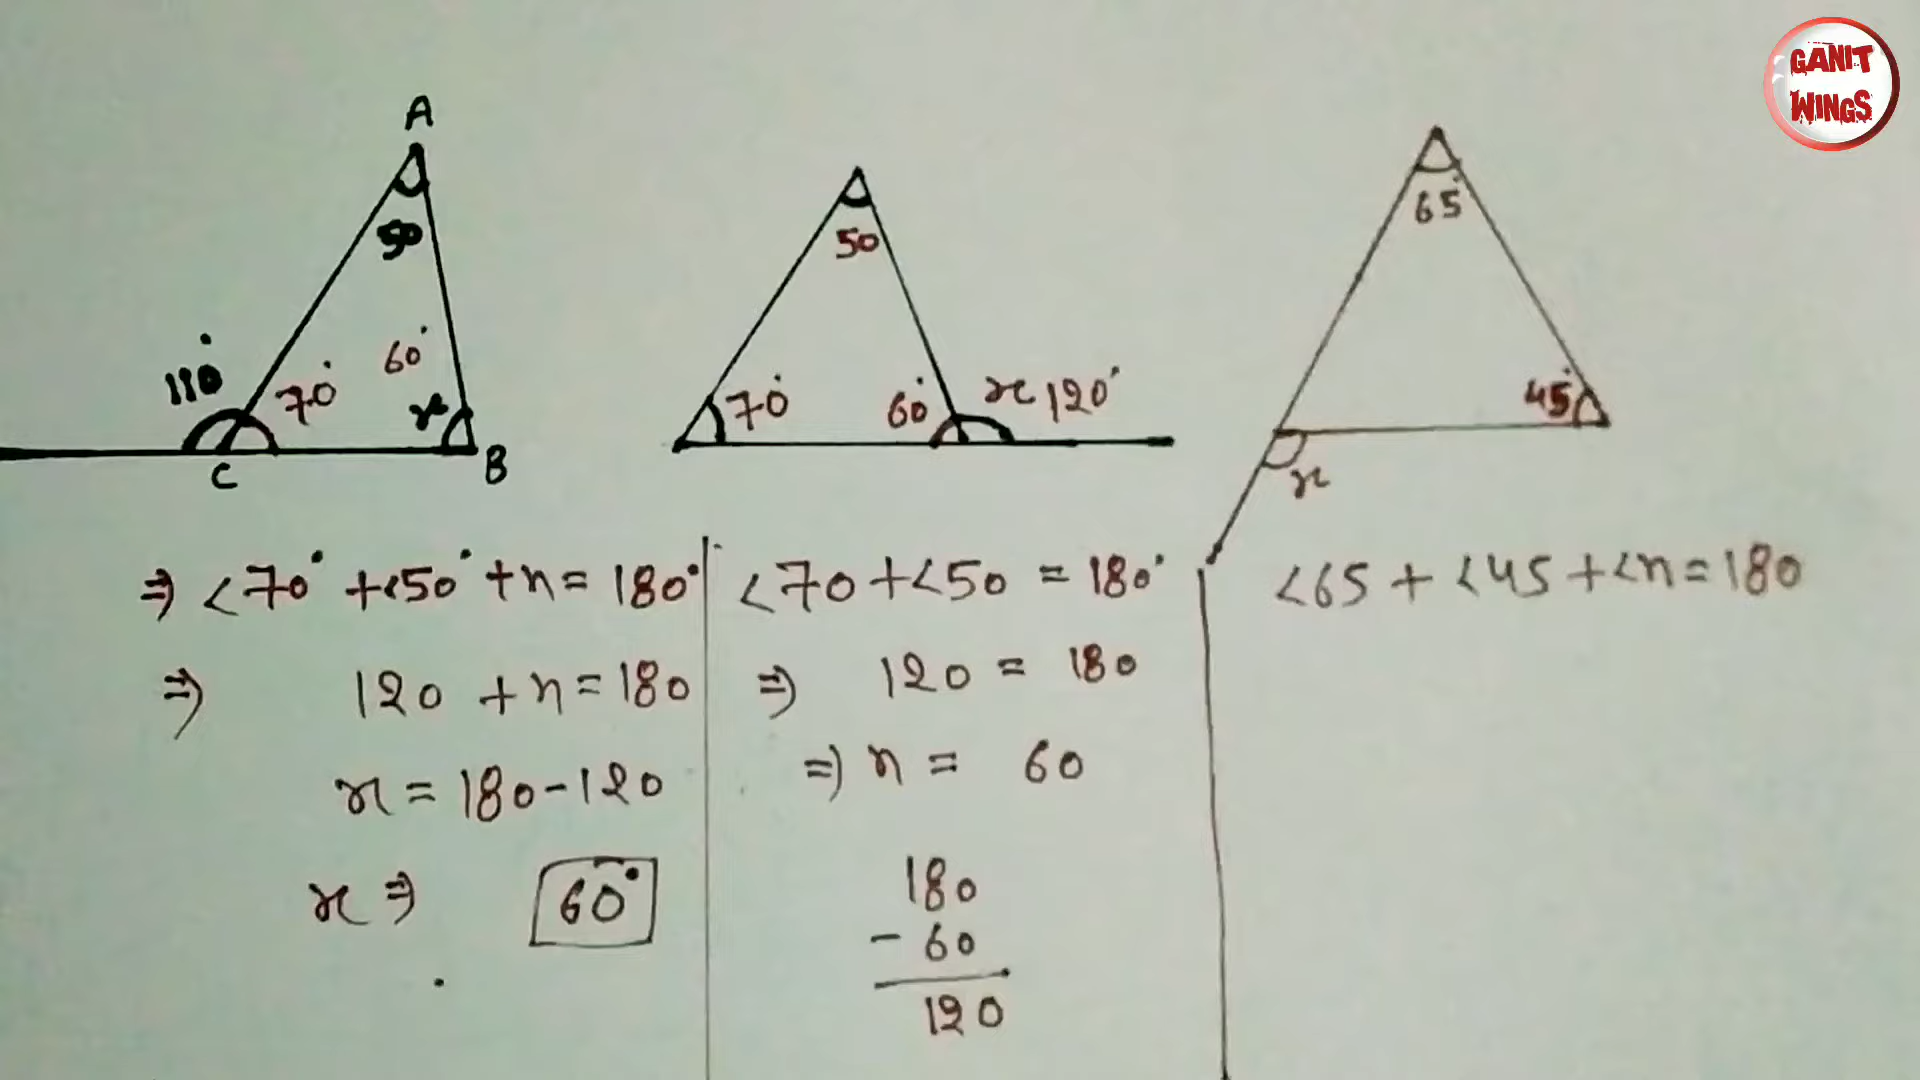 GANIT
WINGS
A
50
110°
70°
60°
x
C
B
50
70°
60°
x 120°
65°
45°
x
⇒ <70° +<50° +n = 180°
⇒ 120 +n = 180
x = 180-120
x ⇒ 60°
<70+<50 = 180°
⇒ 120 = 180
⇒ n = 60
180
- 60
120
<65 + <45 +<n = 180